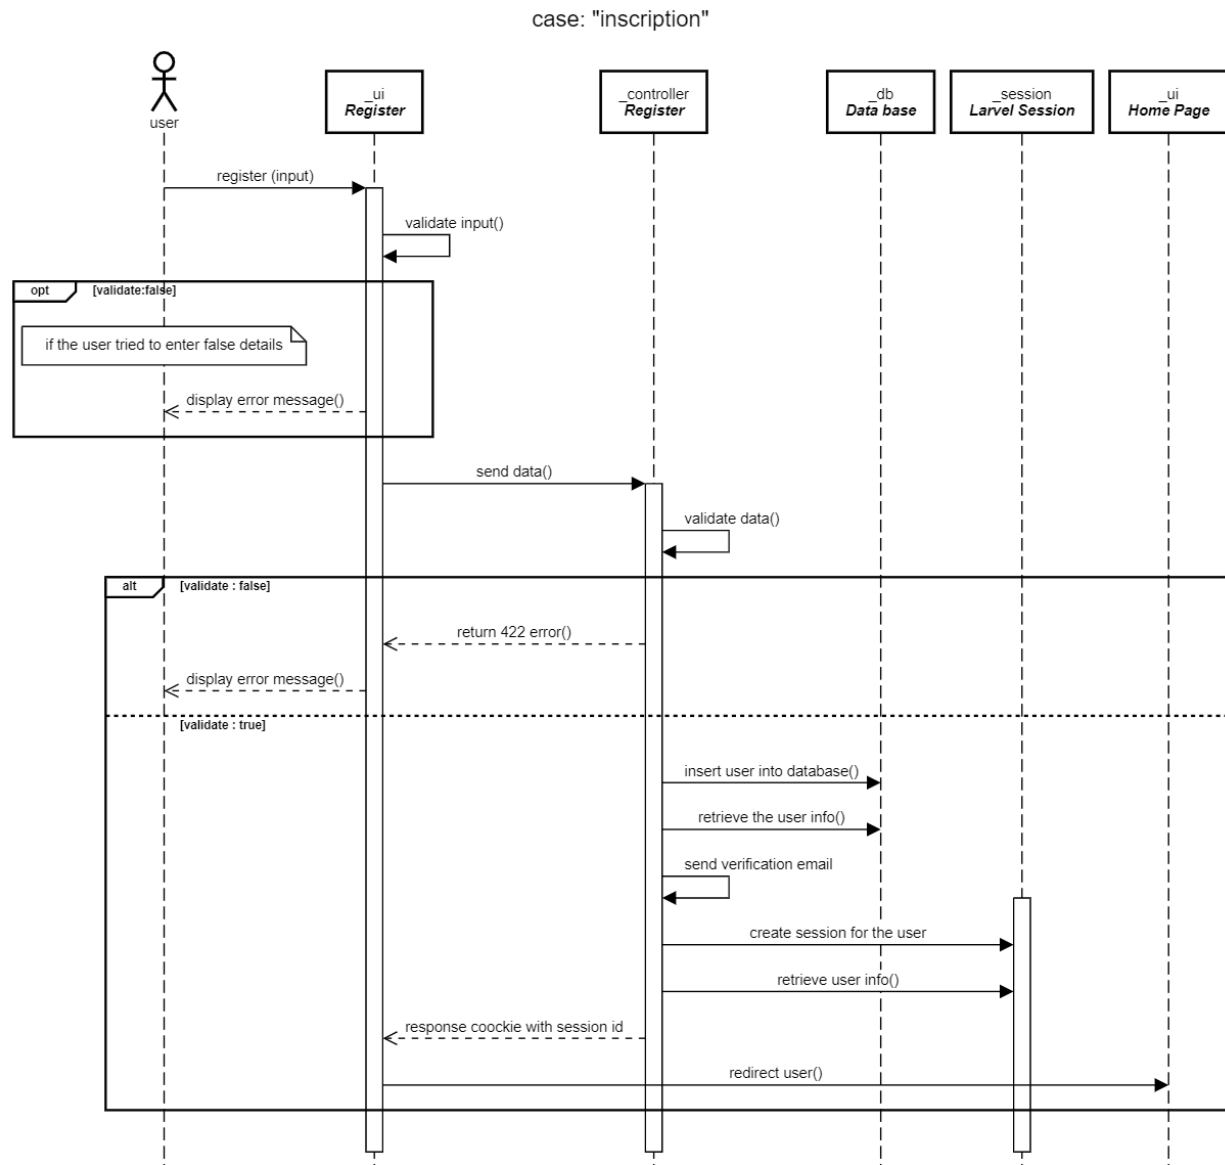 case: "inscription"
user
_ui
Register
_controller
Register
_db
Data base
_session
Larvel Session
_ui
Home Page
register (input)
validate input()
opt
[validate:false]
if the user tried to enter false details
display error message()
send data()
validate data()
alt
[validate : false]
return 422 error()
display error message()
[validate : true]
insert user into database()
retrieve the user info()
send verification email
create session for the user
retrieve user info()
response coockie with session id
redirect user()